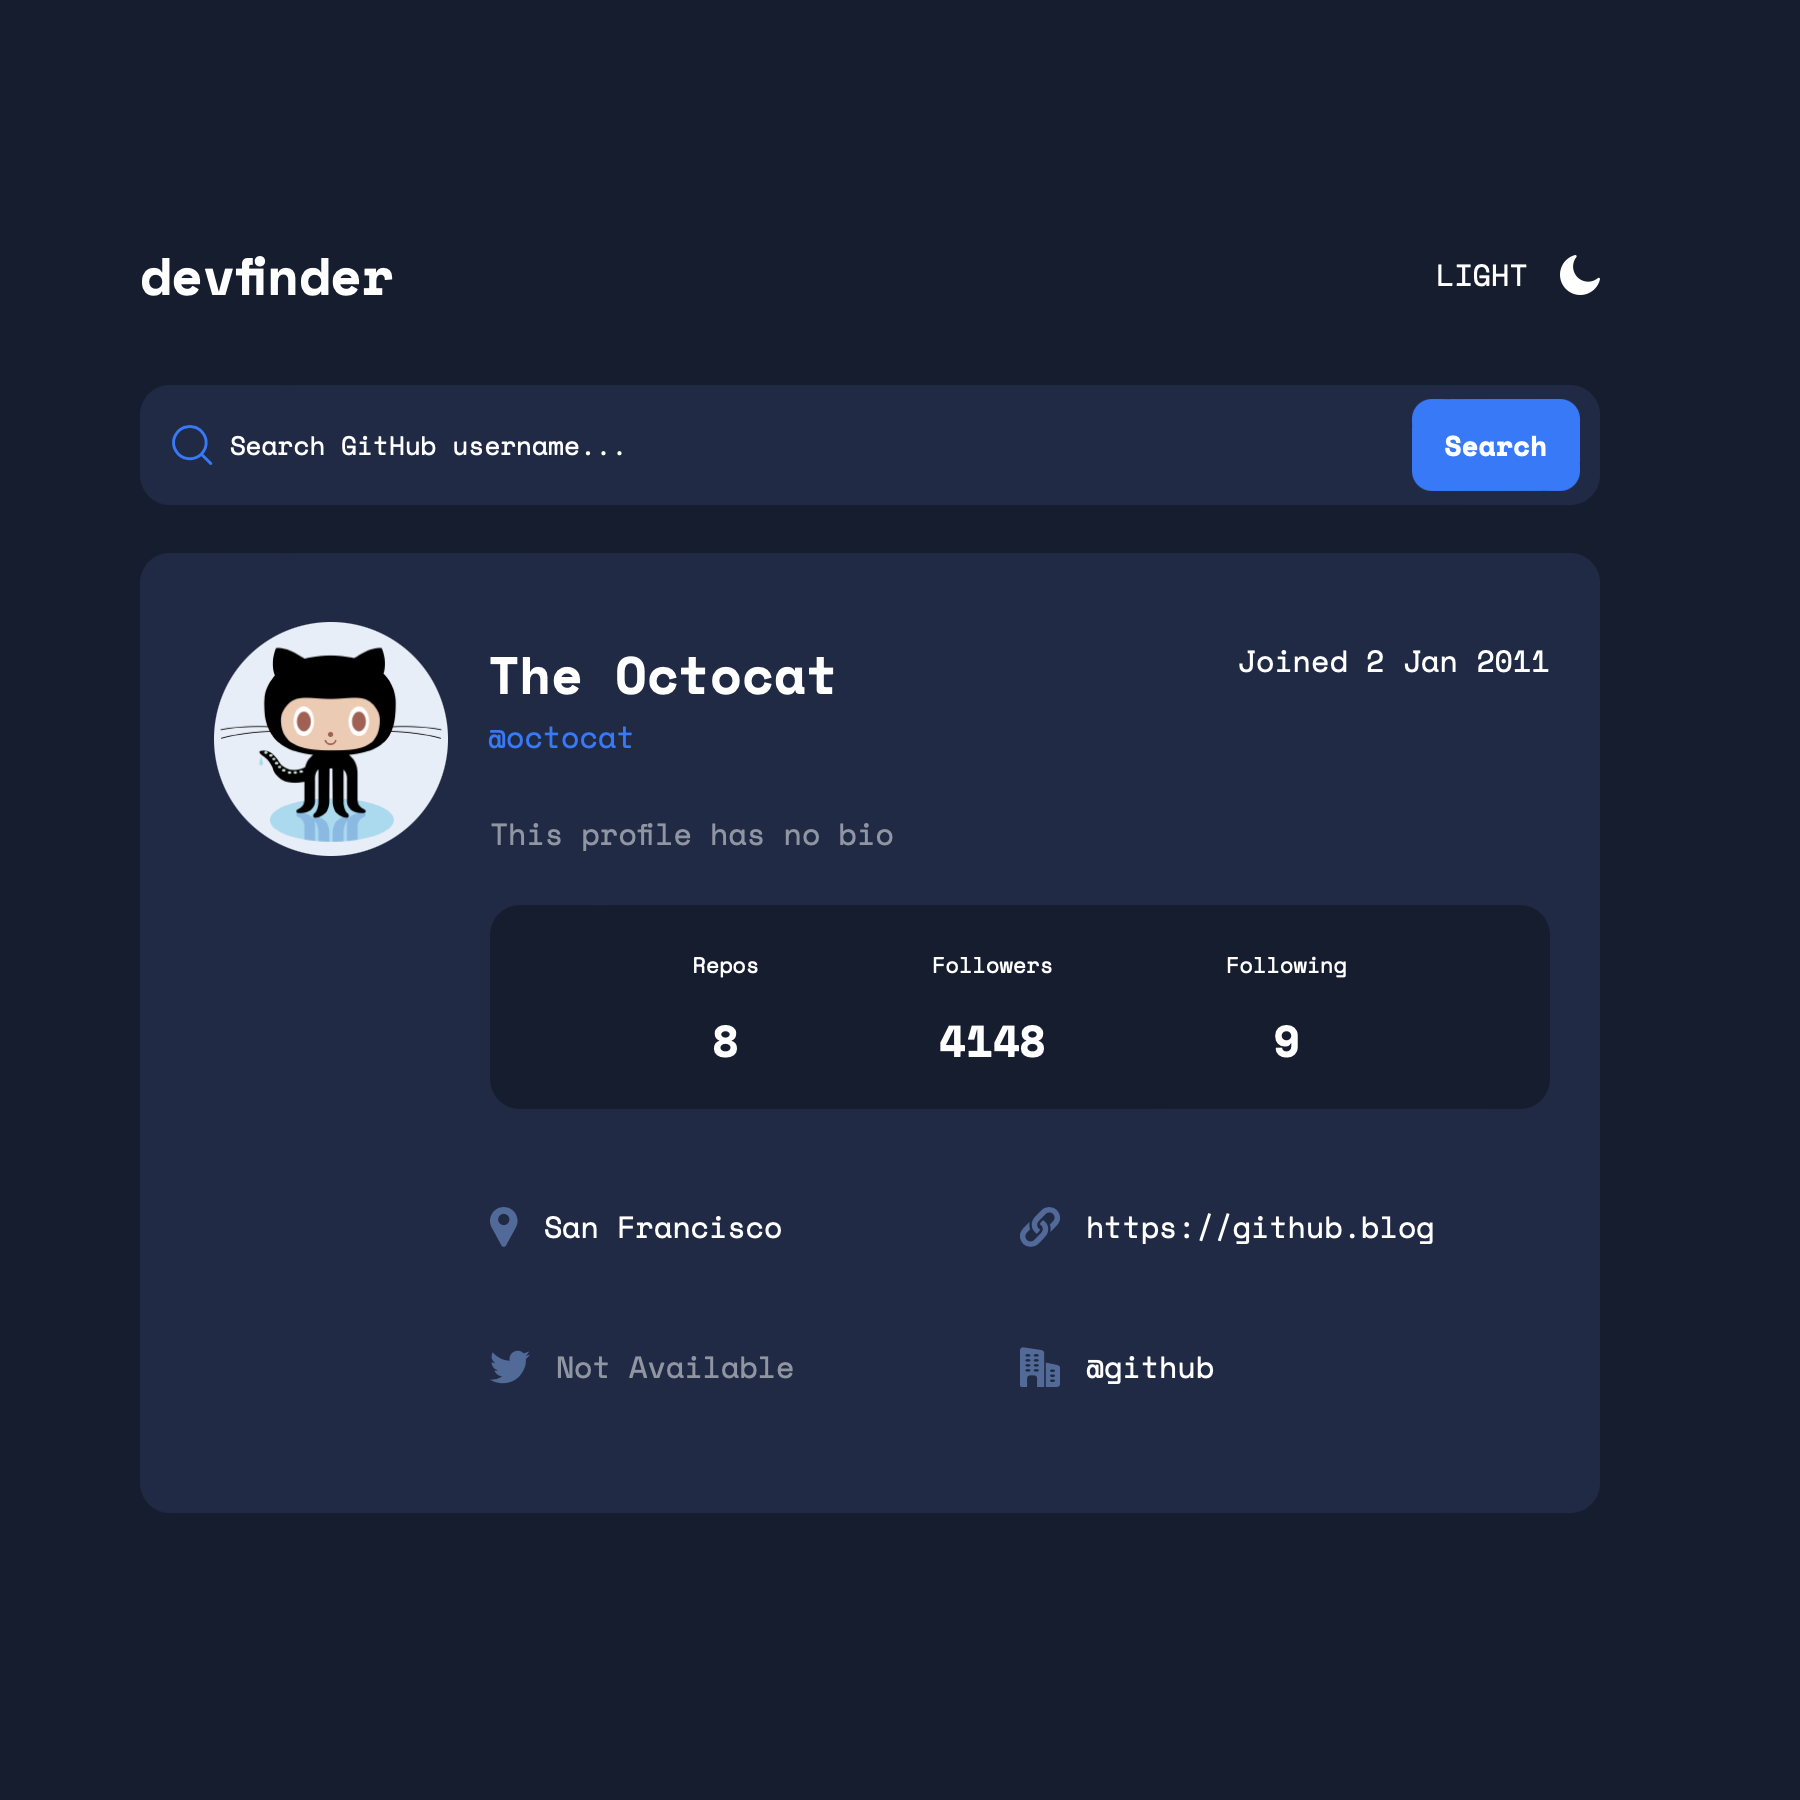 devfinder
LIGHT
Search GitHub username...
Search
The Octocat
Joined 2 Jan 2011
@octocat
This profile has no bio
Repos Followers Following
8 4148 9
San Francisco
https://github.blog
Not Available
@github